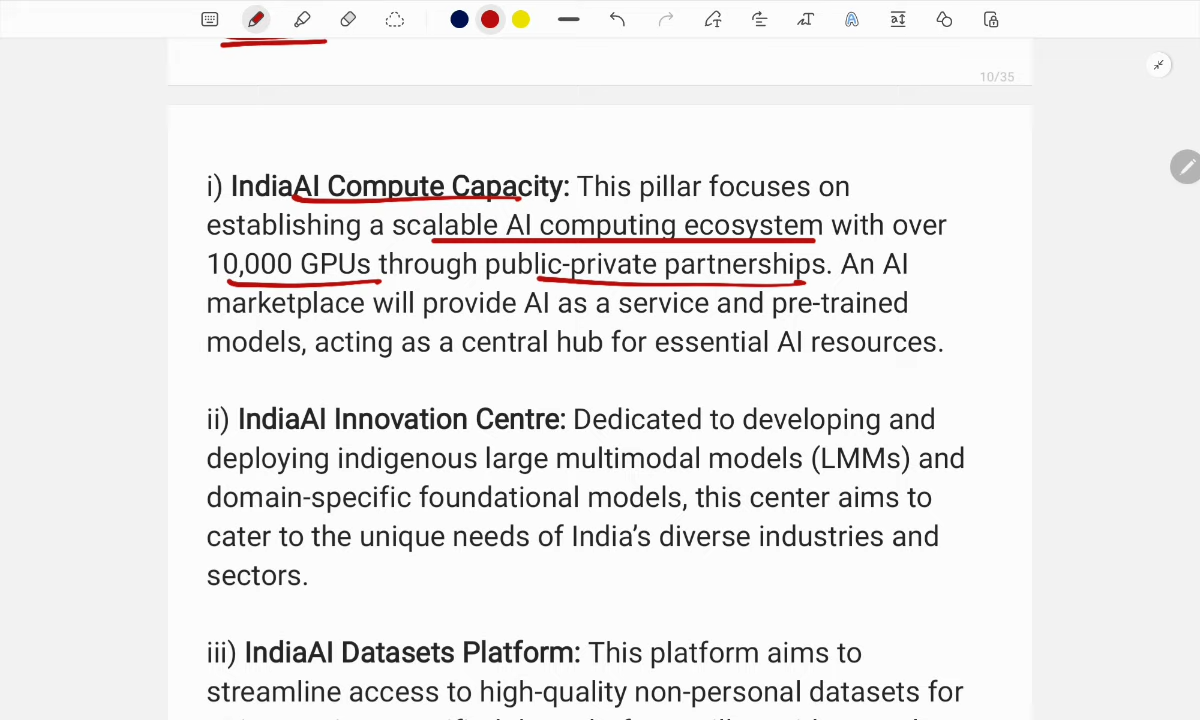 10/35
i) IndiaAI Compute Capacity: This pillar focuses on
establishing a scalable AI computing ecosystem with over
10,000 GPUs through public-private partnerships. An AI
marketplace will provide AI as a service and pre-trained
models, acting as a central hub for essential AI resources.
ii) IndiaAI Innovation Centre: Dedicated to developing and
deploying indigenous large multimodal models (LMMs) and
domain-specific foundational models, this center aims to
cater to the unique needs of India’s diverse industries and
sectors.
iii) IndiaAI Datasets Platform: This platform aims to
streamline access to high-quality non-personal datasets for